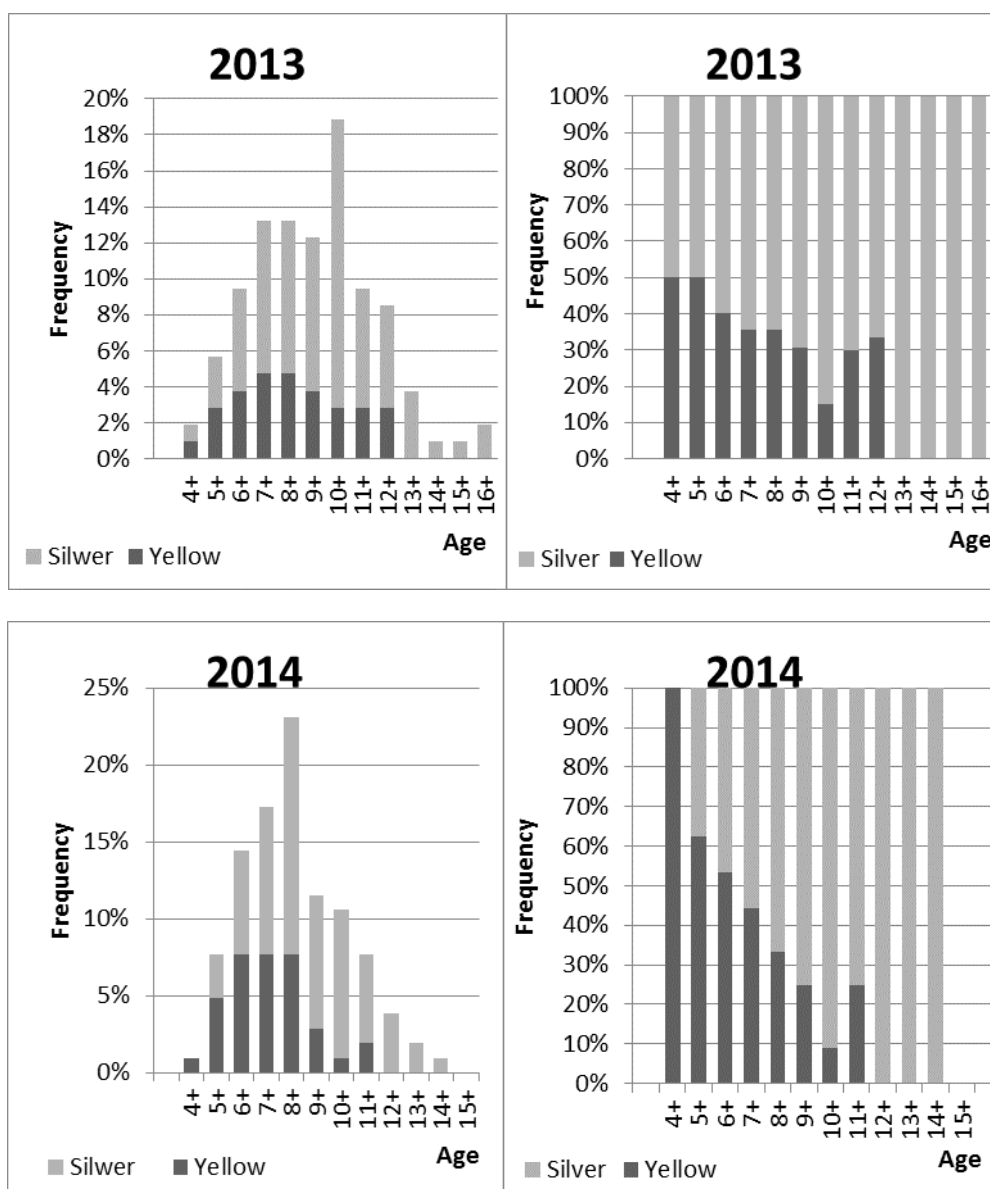 2013
20%
18%
16%
14%
12%
10%
8%
6%
4%
2%
0%
Frequency
4+ 5+ 6+ 7+ 8+ 9+ 10+ 11+ 12+ 13+ 14+ 15+ 16+
Age
Silwer Yellow
2013
100%
90%
80%
70%
60%
50%
40%
30%
20%
10%
0%
Frequency
4+ 5+ 6+ 7+ 8+ 9+ 10+ 11+ 12+ 13+ 14+ 15+ 16+
Age
Silver Yellow
2014
25%
20%
15%
10%
5%
0%
Frequency
4+ 5+ 6+ 7+ 8+ 9+ 10+ 11+ 12+ 13+ 14+ 15+
Age
Silwer Yellow
2014
100%
90%
80%
70%
60%
50%
40%
30%
20%
10%
0%
Frequency
4+ 5+ 6+ 7+ 8+ 9+ 10+ 11+ 12+ 13+ 14+ 15+
Age
Silver Yellow